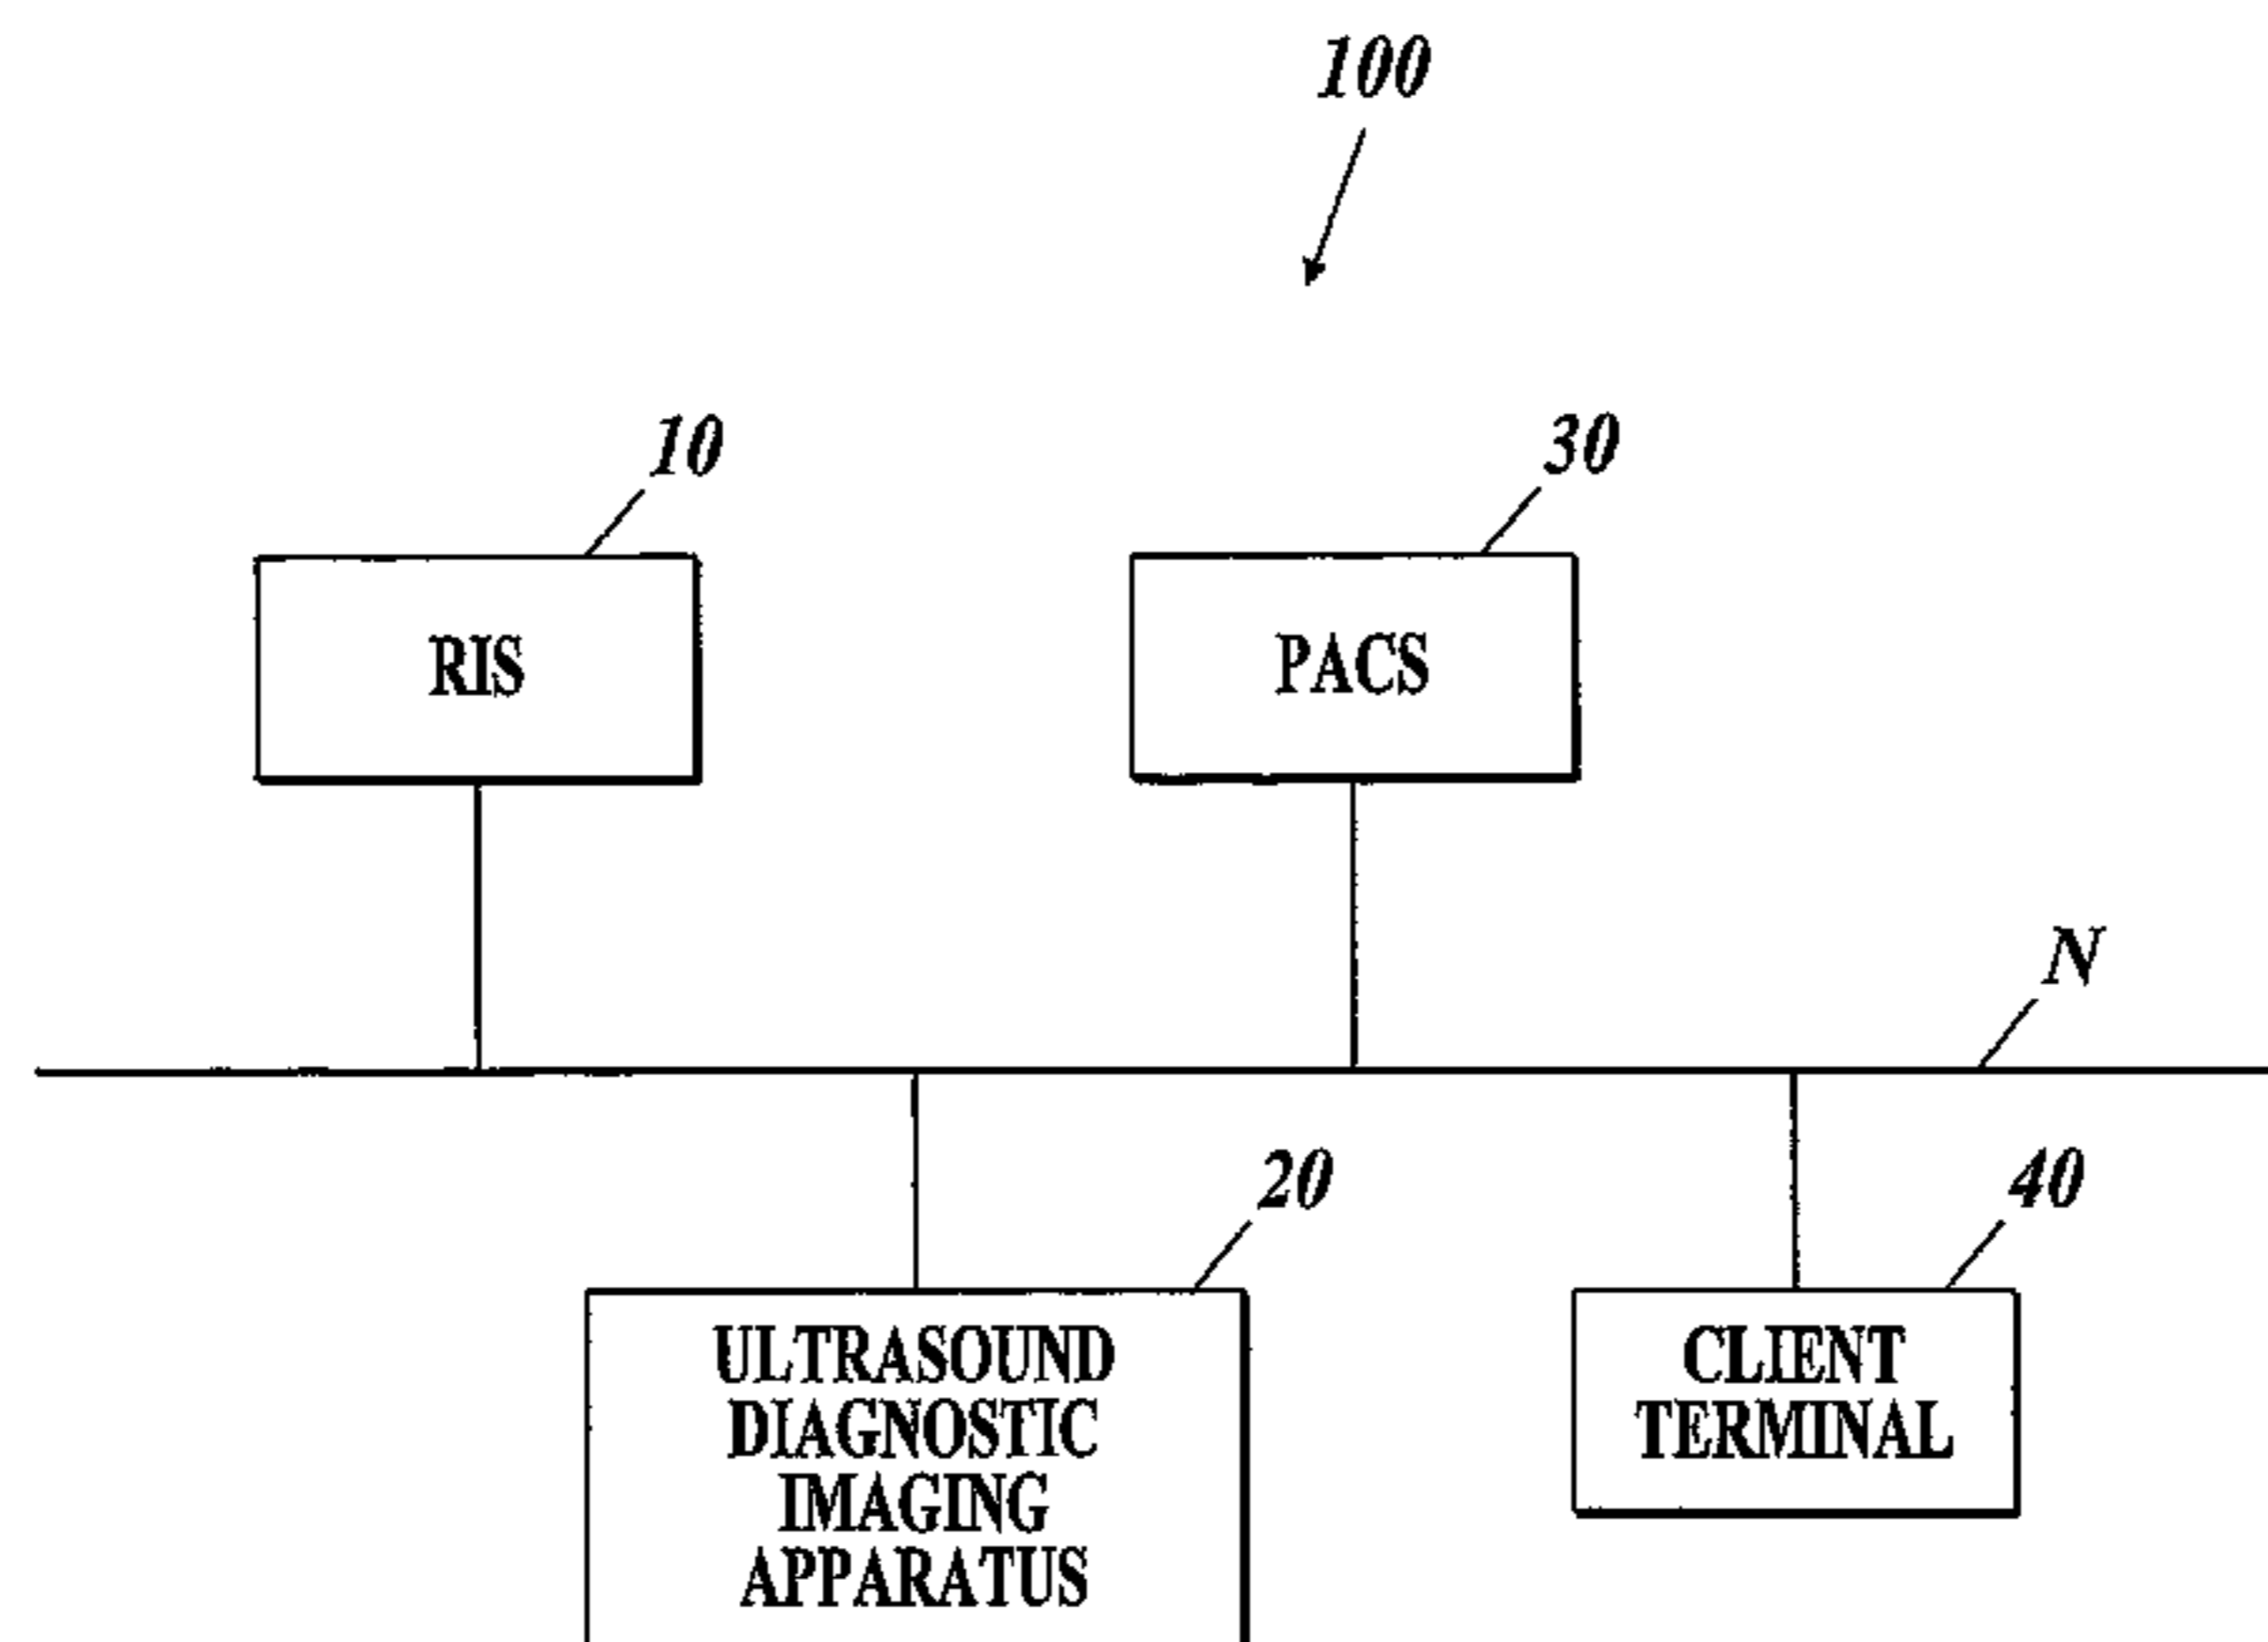 100
10
30
RIS
PACS
N
20
40
ULTRASOUND
DIAGNOSTIC
IMAGING
APPARATUS
CLIENT
TERMINAL